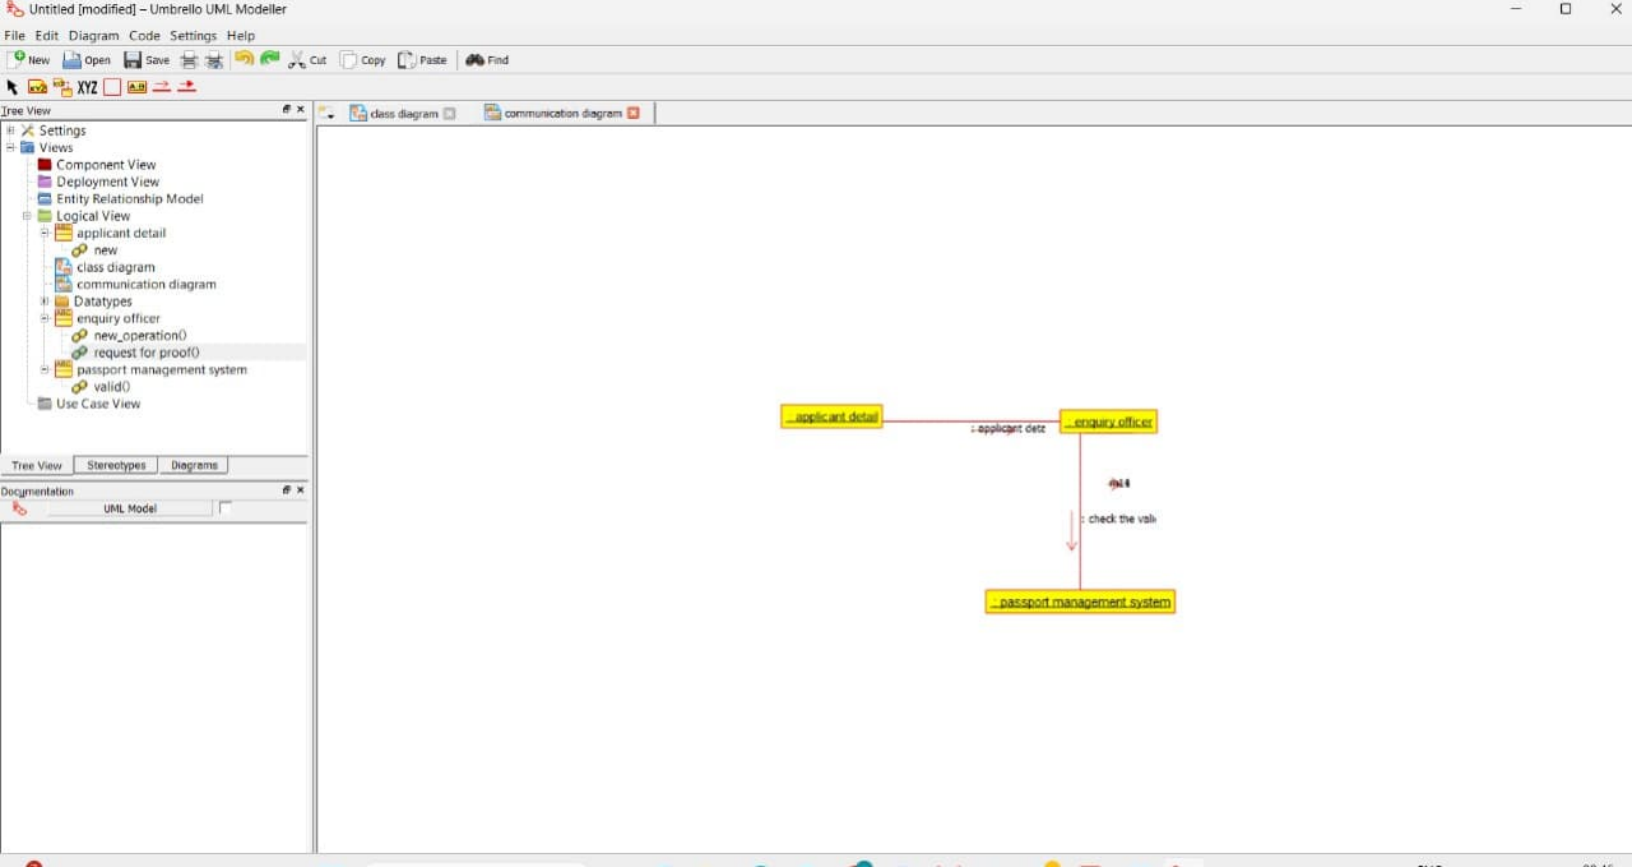 Untitled [modified] – Umbrello UML Modeller
File Edit Diagram Code Settings Help
New Open Save Cut Copy Paste Find
XYZ
Tree View
class diagram communication diagram
Settings
Views
Component View
Deployment View
Entity Relationship Model
Logical View
applicant detail
new
class diagram
communication diagram
Datatypes
enquiry officer
new_operation()
request for proof()
passport management system
valid()
Use Case View
Tree View Stereotypes Diagrams
Documentation
UML Model
: applicant detail
: enquiry officer
: applicant deta
: check the vali
: passport management system